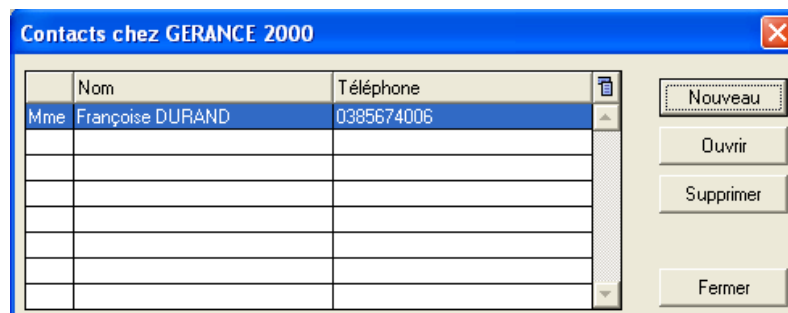 Contacts chez GERANCE 2000
Nom Téléphone
Mme Françoise DURAND 0385674006
Nouveau
Ouvrir
Supprimer
Fermer